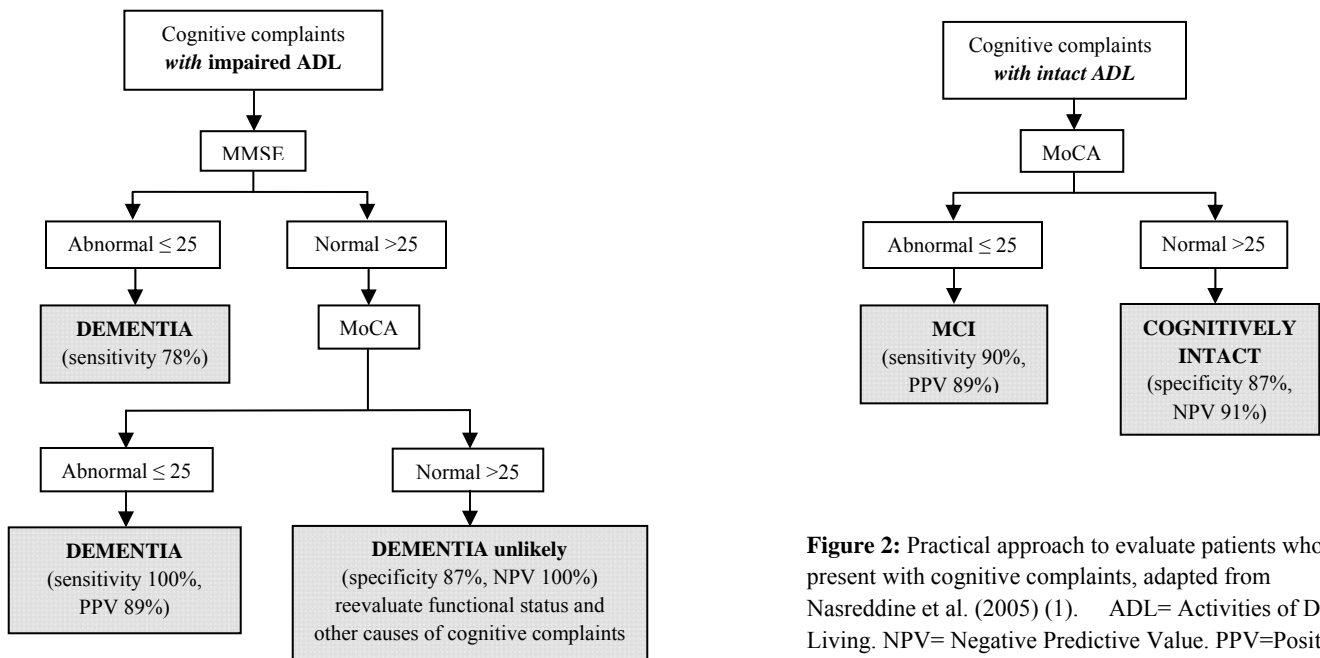 Cognitive complaints
with impaired ADL
MMSE
Abnormal ≤ 25
Normal >25
DEMENTIA
(sensitivity 78%)
MoCA
Abnormal ≤ 25
Normal >25
DEMENTIA
(sensitivity 100%,
PPV 89%)
DEMENTIA unlikely
(specificity 87%, NPV 100%)
reevaluate functional status and
other causes of cognitive complaints
Cognitive complaints
with intact ADL
MoCA
Abnormal ≤ 25
Normal >25
MCI
(sensitivity 90%,
PPV 89%)
COGNITIVELY
INTACT
(specificity 87%,
NPV 91%)
Figure 2: Practical approach to evaluate patients who
present with cognitive complaints, adapted from
Nasreddine et al. (2005) (1). ADL= Activities of D
Living. NPV= Negative Predictive Value. PPV=Posit